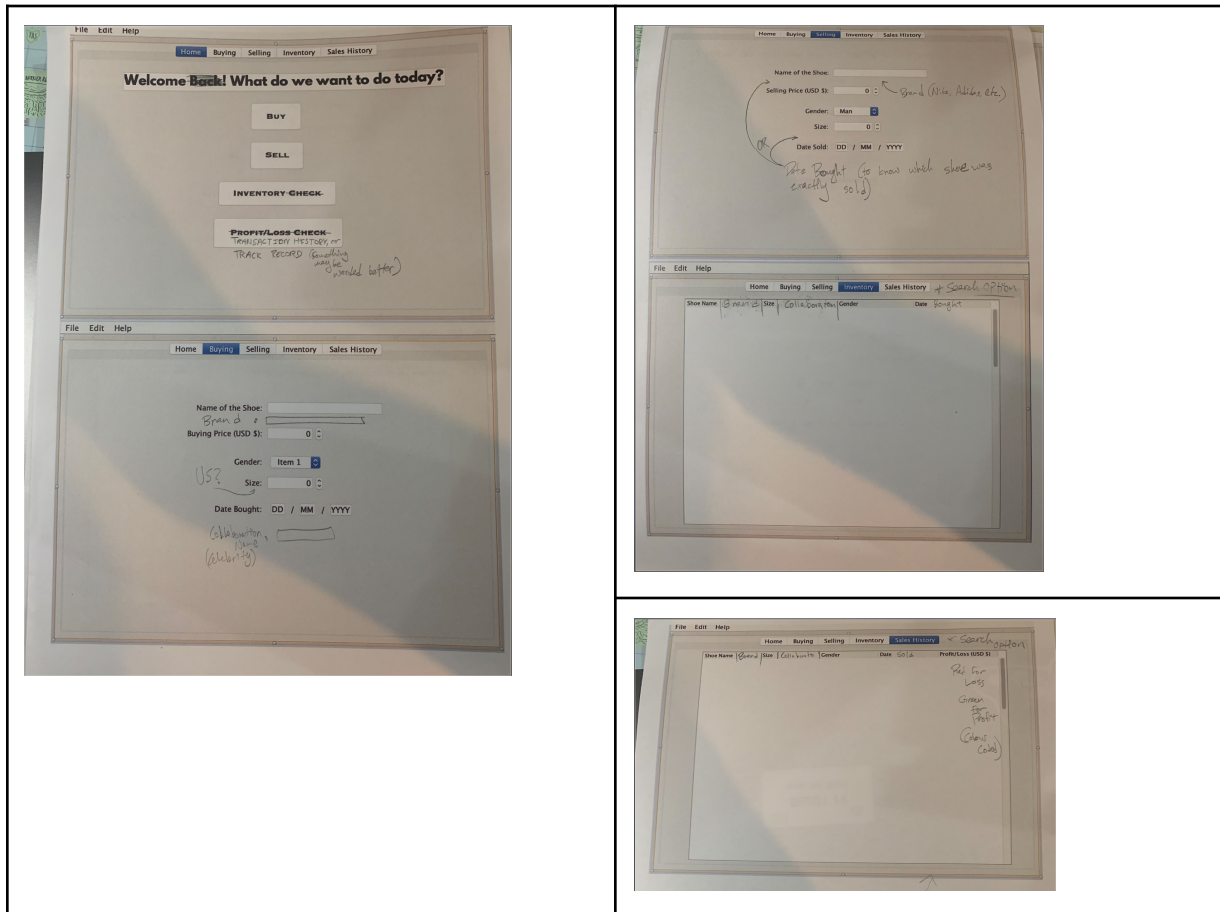 File Edit Help
Home Buying Selling Inventory Sales History
Welcome Back! What do we want to do today?
BUY
SELL
INVENTORY CHECK
PROFIT/LOSS CHECK
TRANSACTION HISTORY, or
TRACK RECORD (something
maybe
worded better)
File Edit Help
Home Buying Selling Inventory Sales History
Name of the Shoe:
Brand :
Buying Price (USD $): 0
Gender: Item 1
US?
Size: 0
Date Bought: DD / MM / YYYY
Collaboration
Name
(Celebrity)
Home Buying Selling Inventory Sales History
Name of the Shoe:
Selling Price (USD $): 0
Brand (Nike, Adidas, etc.)
Gender: Man
Size: 0
OR
Date Sold: DD / MM / YYYY
Date Bought (to know which shoe was
exactly sold)
File Edit Help
Home Buying Selling Inventory Sales History + Search OPtion
Shoe Name Brand Size Collaboration Gender Date Bought
File Edit Help
Home Buying Selling Inventory Sales History + Search
option
Shoe Name Brand Size Gender Date Sold Profit/Loss (USD $)
Red for
Loss
Green
for
Profit
(Colour
Coded)